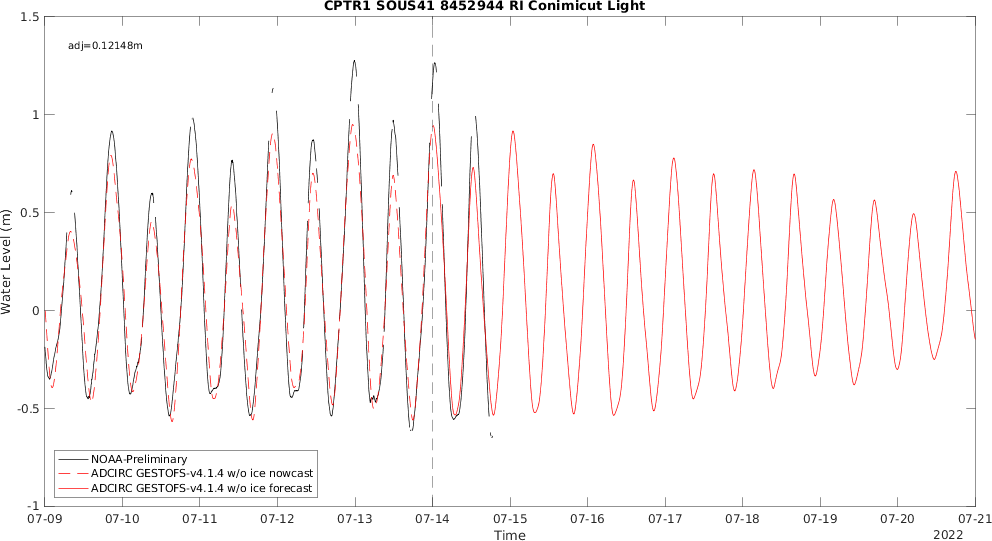 CPTR1 SOUS41 8452944 RI Conimicut Light
1.5
adj=0.12148m
1
0.5
0
-0.5
-1
Water Level (m)
NOAA-Preliminary
ADCIRC GESTOFS-v4.1.4 w/o ice nowcast
ADCIRC GESTOFS-v4.1.4 w/o ice forecast
07-09 07-10 07-11 07-12 07-13 07-14 07-15 07-16 07-17 07-18 07-19 07-20 07-21
Time
2022